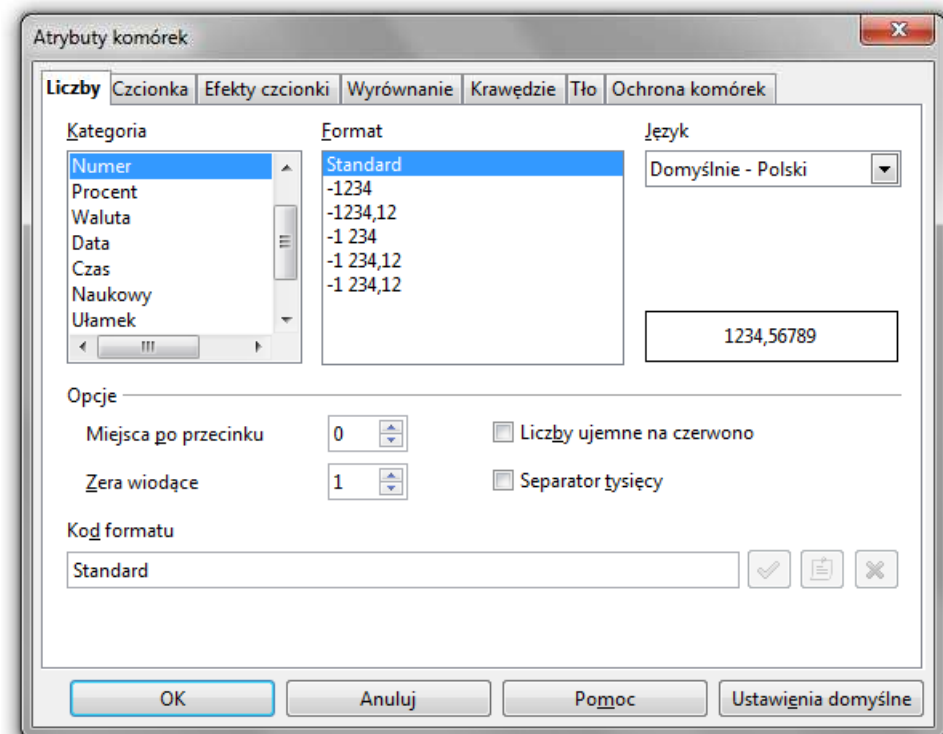 Atrybuty komórek
Liczby Czcionka Efekty czcionki Wyrównanie Krawędzie Tło Ochrona komórek
Kategoria
Numer
Procent
Waluta
Data
Czas
Naukowy
Ułamek
Format
Standard
-1234
-1234,12
-1 234
-1 234,12
-1 234,12
Język
Domyślnie - Polski
1234,56789
Opcje
Miejsca po przecinku 0
Liczby ujemne na czerwono
Zera wiodące 1
Separator tysięcy
Kod formatu
Standard
OK Anuluj Pomoc Ustawienia domyślne